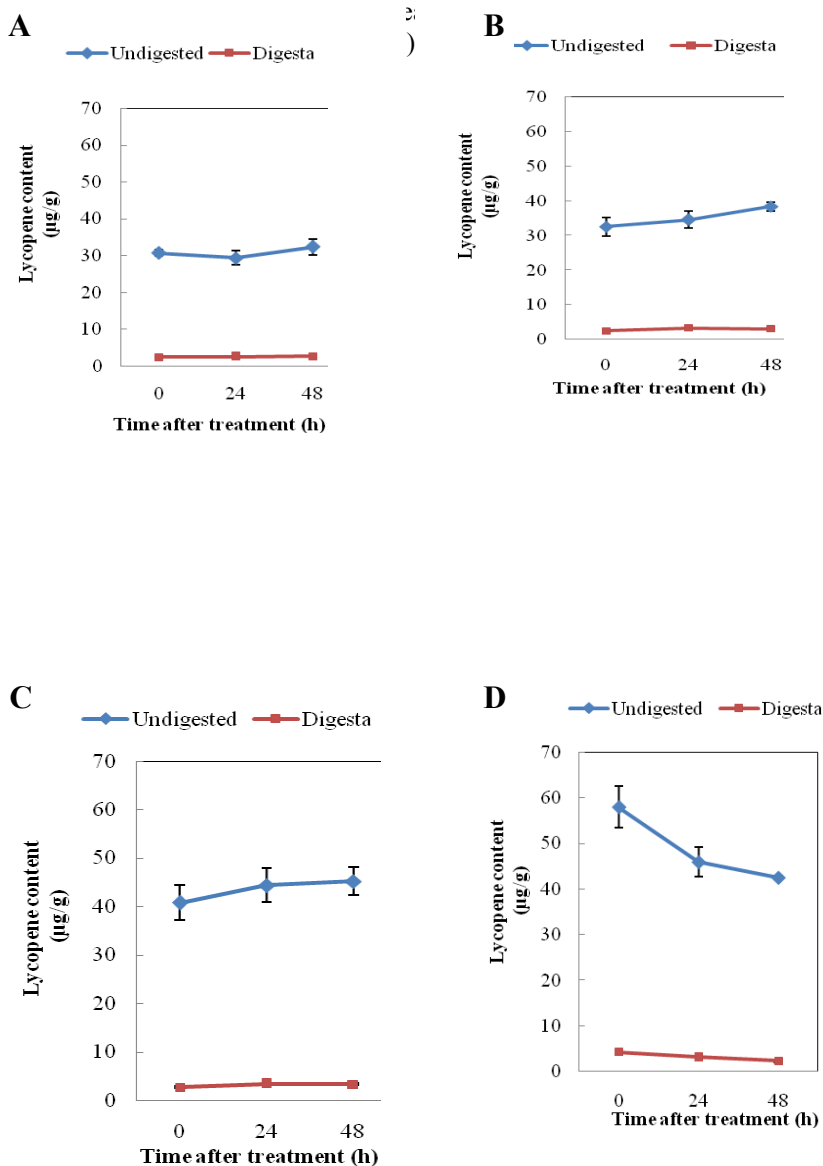 A
Undigested Digesta
)
Lycopene content
(µg/g)
70
60
50
40
30
20
10
0
0 24 48
Time after treatment (h)
B
Undigested Digesta
Lycopene content
(µg/g)
70
60
50
40
30
20
10
0
0 24 48
Time after treatment (h)
C
Undigested Digesta
Lycopene content
(µg/g)
70
60
50
40
30
20
10
0
0 24 48
Time after treatment (h)
D
Undigested Digesta
Lycopene content
(µg/g)
70
60
50
40
30
20
10
0
0 24 48
Time after treatment (h)